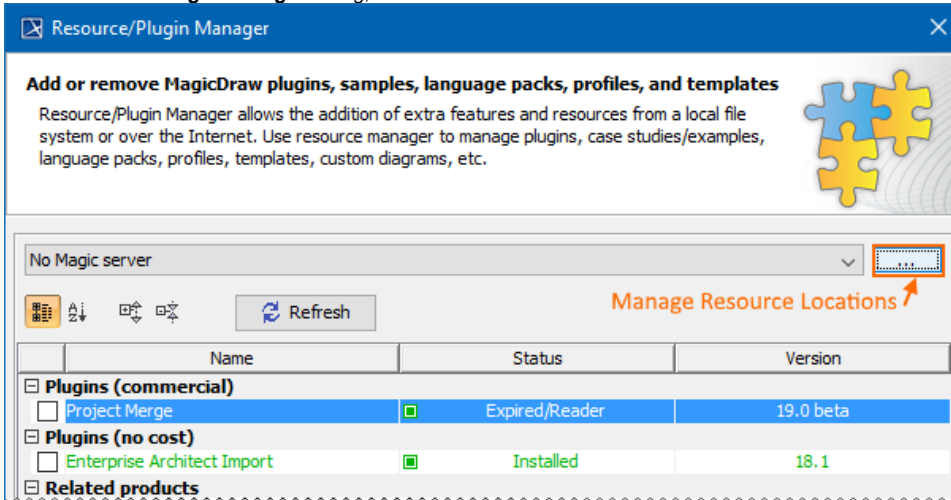 Resource/Plugin Manager
Add or remove MagicDraw plugins, samples, language packs, profiles, and templates
Resource/Plugin Manager allows the addition of extra features and resources from a local file
system or over the Internet. Use resource manager to manage plugins, case studies/examples,
language packs, profiles, templates, custom diagrams, etc.
No Magic server
...
Refresh
Manage Resource Locations
Name Status Version
Plugins (commercial)
Project Merge Expired/Reader 19.0 beta
Plugins (no cost)
Enterprise Architect Import Installed 18.1
Related products